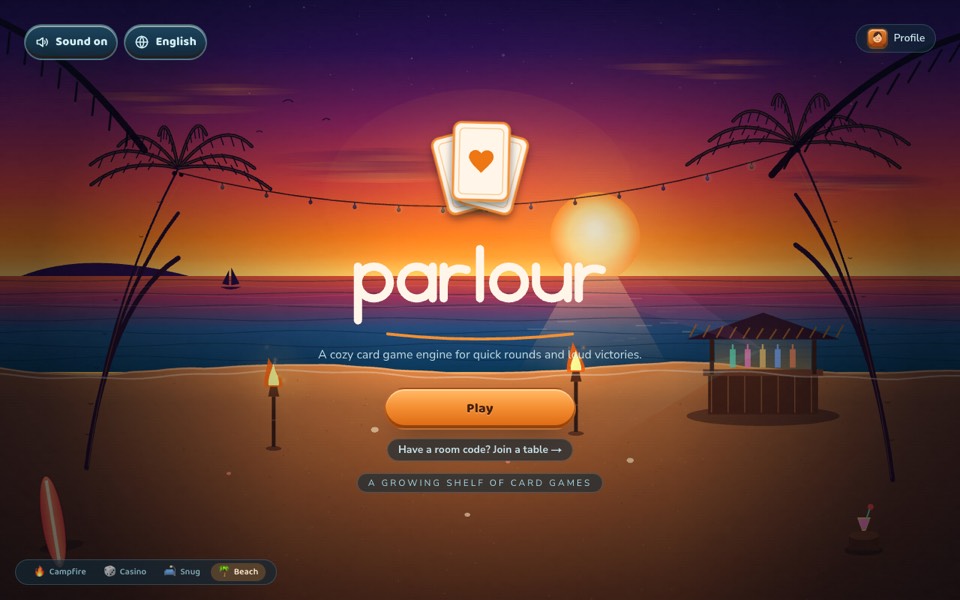 Sound on
English
Profile
parlour
A cozy card game engine for quick rounds and loud victories.
Play
Have a room code? Join a table →
A GROWING SHELF OF CARD GAMES
Campfire
Casino
Snug
Beach